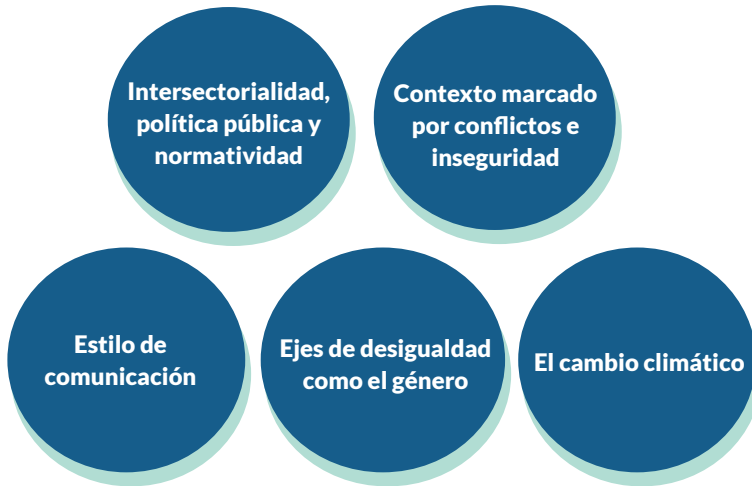 Intersectorialidad,
política pública y
normatividad
Contexto marcado
por conflictos e
inseguridad
Estilo de
comunicación
Ejes de desigualdad
como el género
El cambio climático